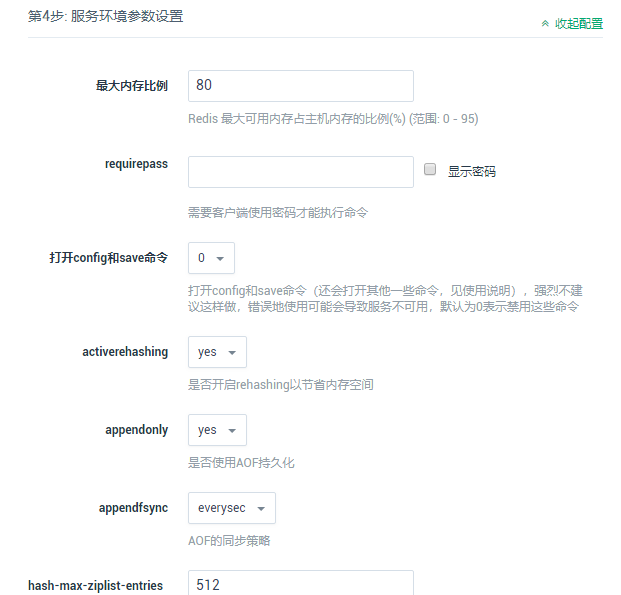 第4步: 服务环境参数设置
收起配置
最大内存比例
80
Redis 最大可用内存占主机内存的比例(%) (范围: 0 - 95)
requirepass
显示密码
需要客户端使用密码才能执行命令
打开config和save命令
0
打开config和save命令（还会打开其他一些命令，见使用说明），强烈不建
议这样做，错误地使用可能会导致服务不可用，默认为0表示禁用这些命令
activerehashing
yes
是否开启rehashing以节省内存空间
appendonly
yes
是否使用AOF持久化
appendfsync
everysec
AOF的同步策略
hash-max-ziplist-entries
512